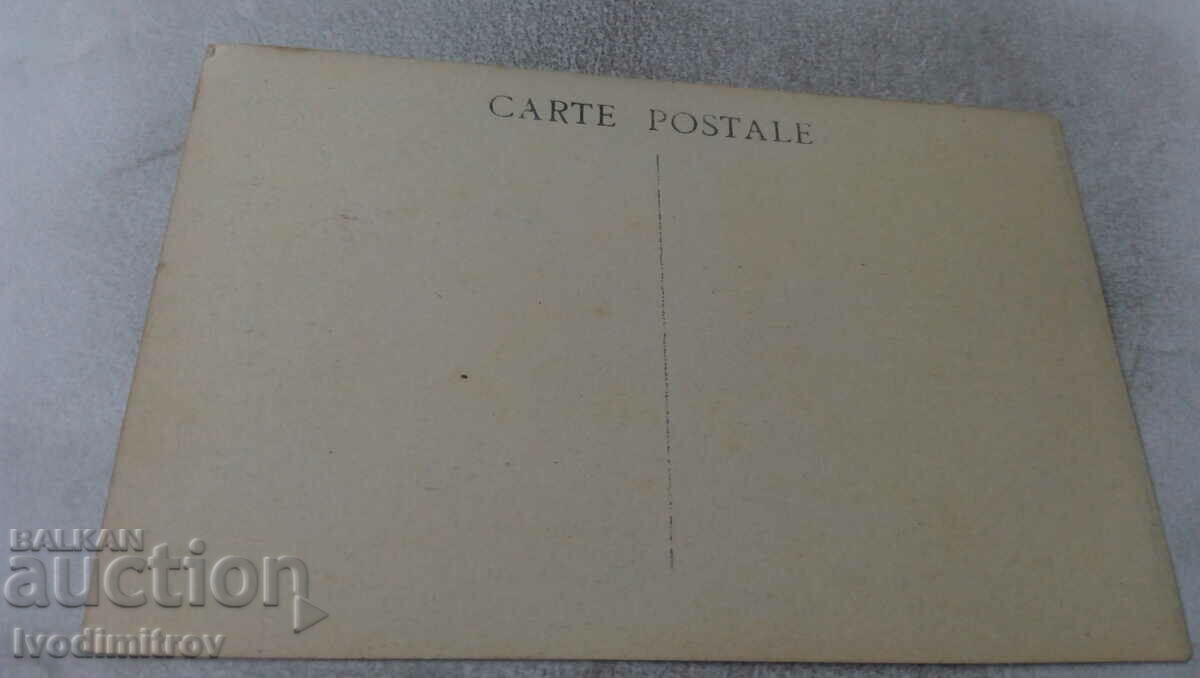 CARTE POSTALE
BALKAN
auction
Ivodimitrov